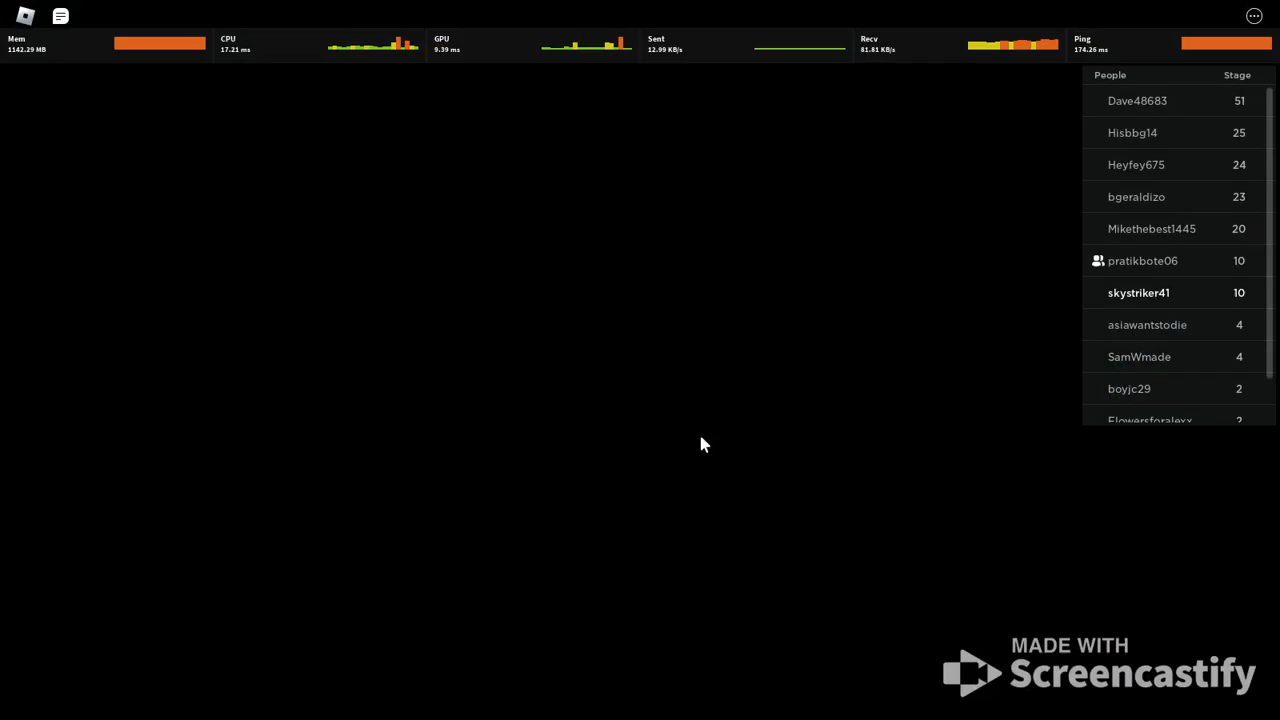 Mem
1142.29 MB
CPU
17.21 ms
GPU
9.39 ms
Sent
12.99 KB/s
Recv
81.81 KB/s
Ping
174.26 ms
People Stage
Dave48683 51
Hisbbg14 25
Heyfey675 24
bgeraldizo 23
Mikethebest1445 20
pratikbote06 10
skystriker41 10
asiawantstodie 4
SamWmade 4
boyjc29 2
Flowersforalexx 2
MADE WITH
Screencastify